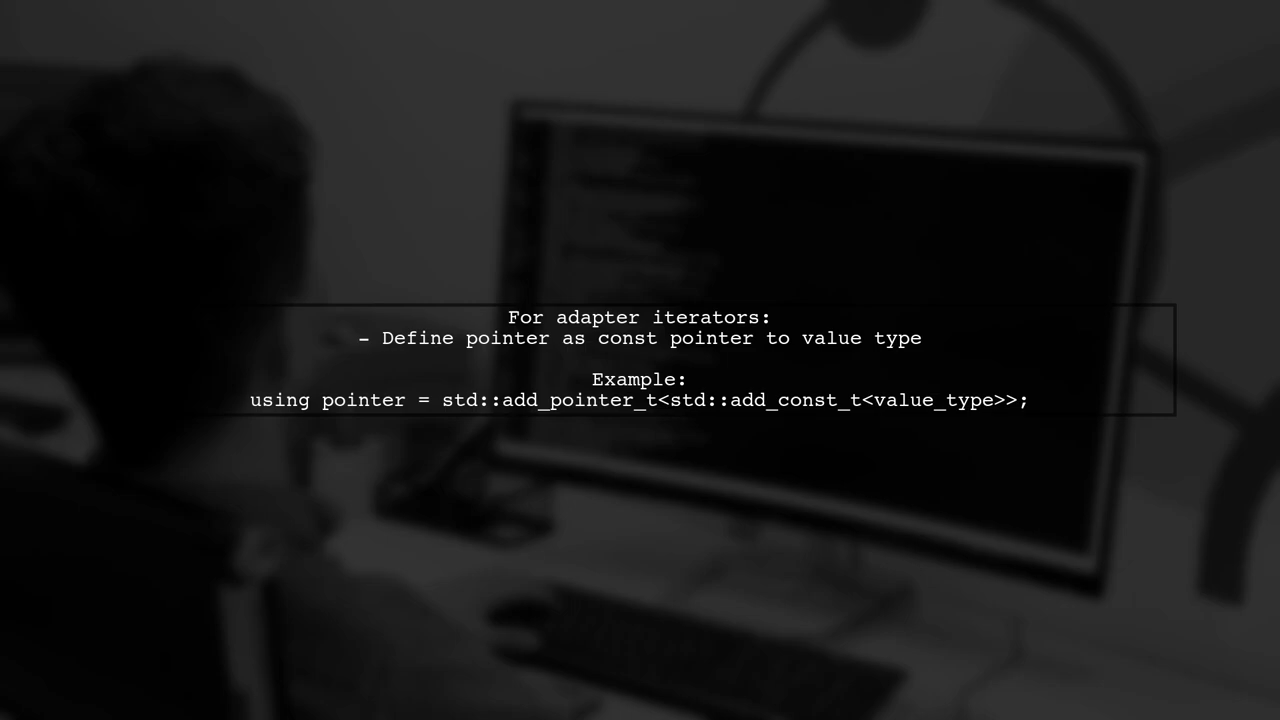 For adapter iterators:
- Define pointer as const pointer to value type
Example:
using pointer = std::add_pointer_t<std::add_const_t<value_type>>;